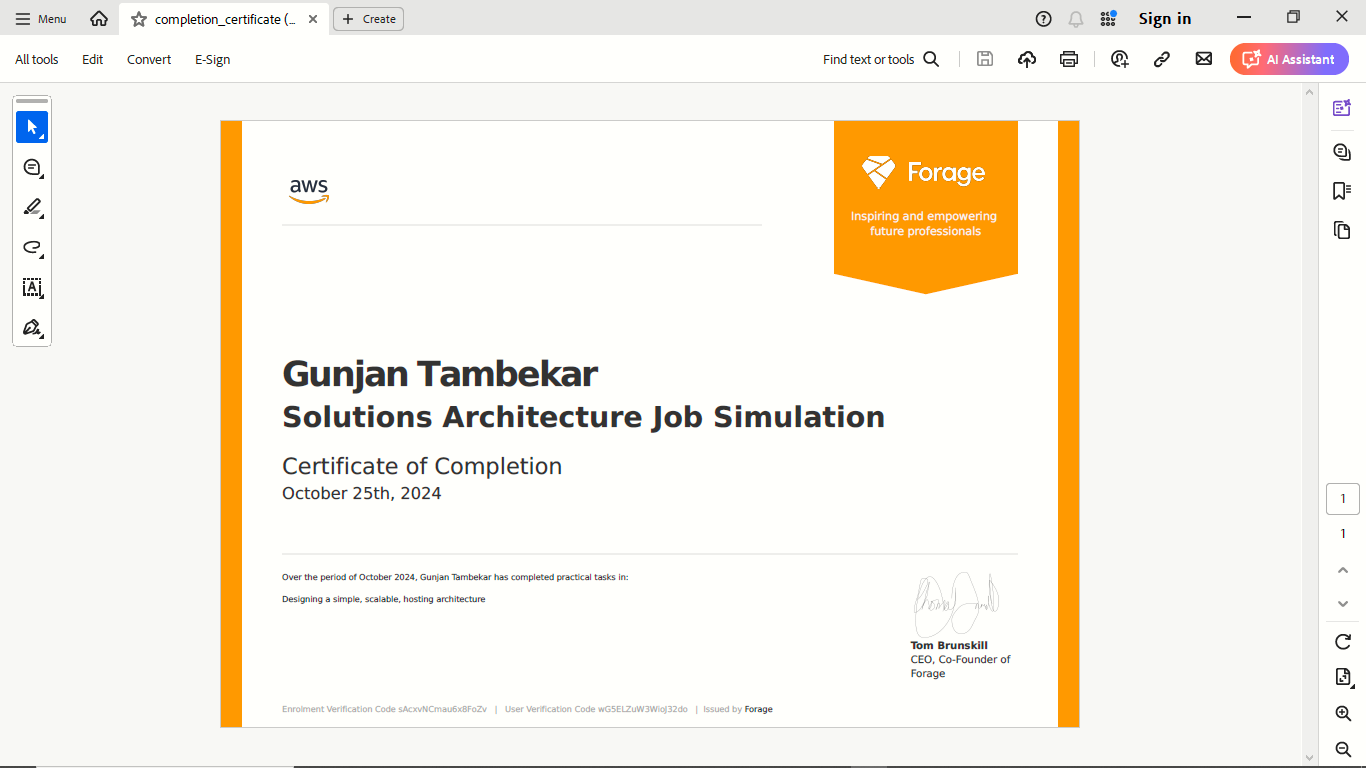 Menu
completion_certificate (...
Create
Sign in
All tools
Edit
Convert
E-Sign
Find text or tools
AI Assistant
aws
Forage
Inspiring and empowering
future professionals
Gunjan Tambekar
Solutions Architecture Job Simulation
Certificate of Completion
October 25th, 2024
Over the period of October 2024, Gunjan Tambekar has completed practical tasks in:
Designing a simple, scalable, hosting architecture
Tom Brunskill
CEO, Co-Founder of
Forage
Enrolment Verification Code sAcxvNCmau6x8FoZv | User Verification Code wG5ELZuW3WioJ32do | Issued by Forage
1
1